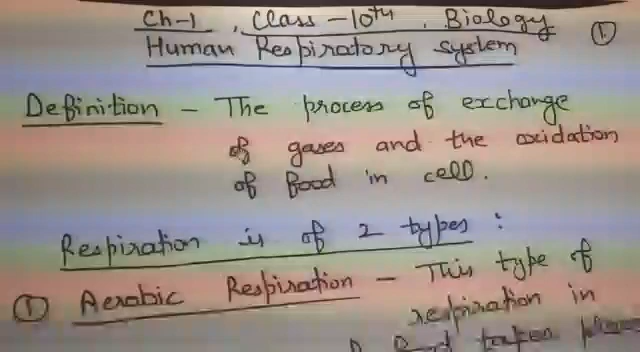 Ch-1, Class-10th, Biology ①
Human Respiratory system
Definition - The process of exchange
of gases and the oxidation
of food in cell.
Respiration is of 2 types:
① Aerobic Respiration - This type of
respiration in
takes place